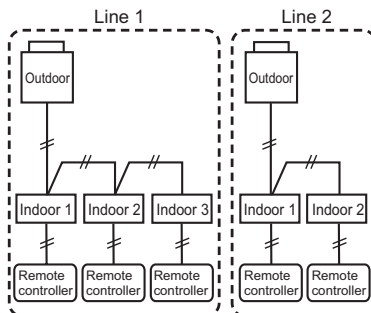 Line 1
Outdoor
Indoor 1
Indoor 2
Indoor 3
Remote
controller
Remote
controller
Remote
controller
Line 2
Outdoor
Indoor 1
Indoor 2
Remote
controller
Remote
controller